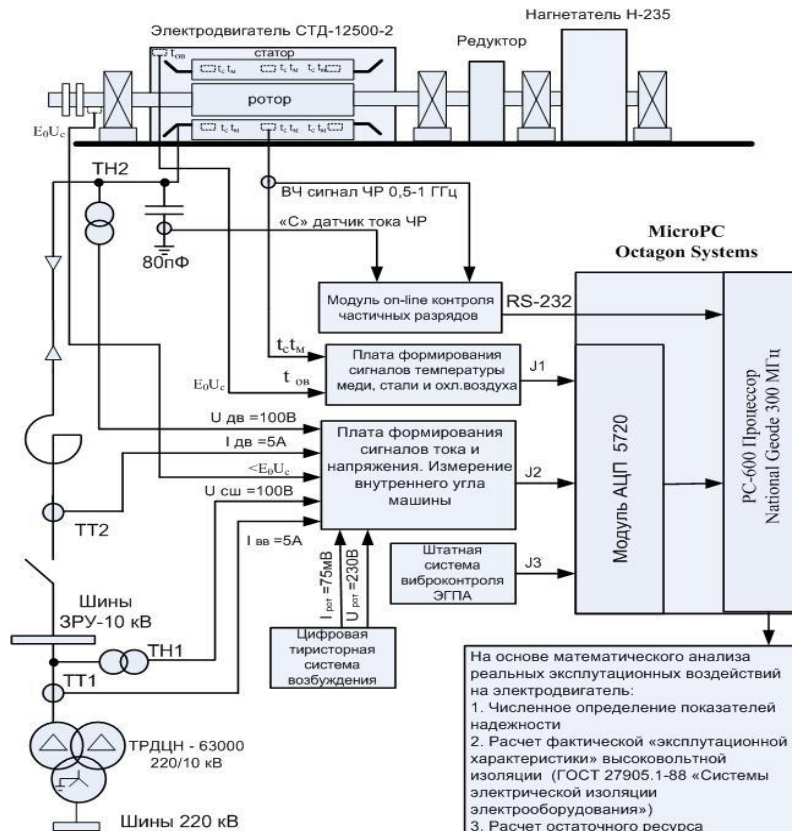 Нагнетатель Н-235
Электродвигатель СТД-12500-2
Редуктор
tов
статор
tс tм
tс tм
tс tм
ротор
tс tм
tс tм
tс tм
E₀Uс
ТН2
ВЧ сигнал ЧР 0,5-1 ГГц
«С» датчик тока ЧР
80пФ
MicroPC
Octagon Systems
Модуль on-line контроля
частичных разрядов
RS-232
tсtм
Плата формирования
сигналов температуры
меди, стали и охл.воздуха
J1
E₀Uс
t ов
U дв =100В
I дв =5А
<E₀Uс
U сш =100В
I вв =5А
Плата формирования
сигналов тока и
напряжения. Измерение
внутреннего угла
машины
J2
Модуль АЦП 5720
PC-600 Процессор
National Geode 300 МГц
ТТ2
I рот =75мВ
U рот =230В
Штатная
система
виброконтроля
ЭГПА
J3
Шины
ЗРУ-10 кВ
ТН1
ТТ1
Цифровая
тиристорная
система
возбуждения
ТРДЦН - 63000
220/10 кВ
Шины 220 кВ
На основе математического анализа
реальных эксплутационных воздействий
на электродвигатель:
1. Численное определение показателей
надежности
2. Расчет фактической «эксплутационной
характеристики» высоковольтной
изоляции (ГОСТ 27905.1-88 «Системы
электрической изоляции
электрооборудования»)
3. Расчет остаточного ресурса